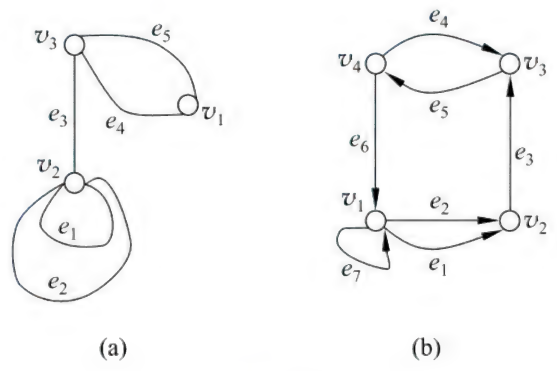 v₃
e₅
v₁
e₃
e₄
v₂
e₁
e₂
(a)
e₄
v₄
v₃
e₅
e₆
e₃
v₁
e₂
v₂
e₁
e₇
(b)